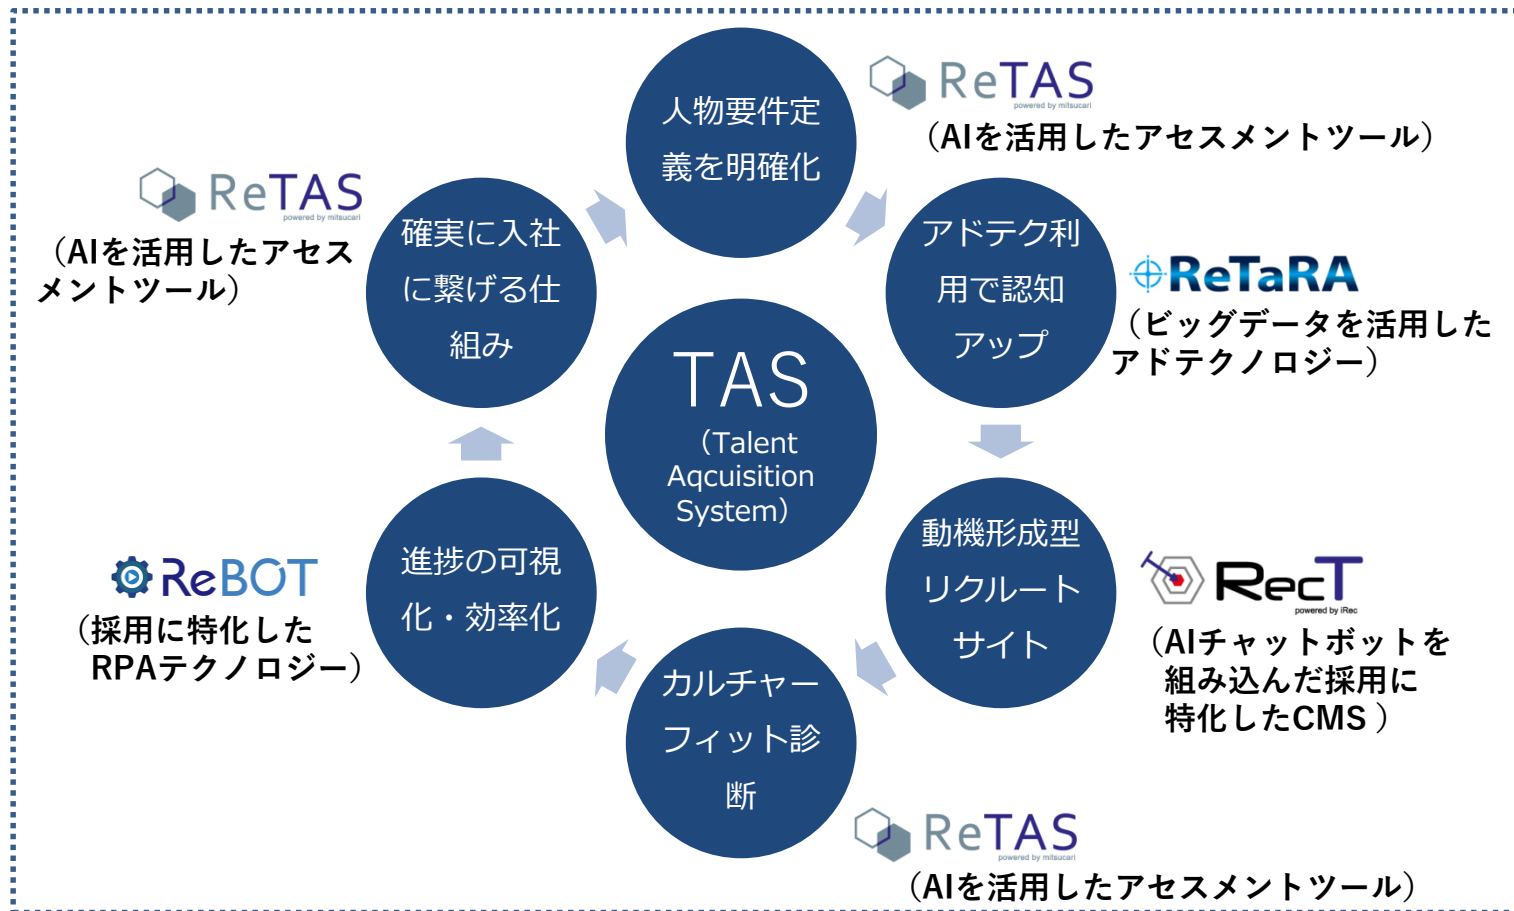 人物要件定
義を明確化
ReTAS
powered by mitsucari
（AIを活用したアセスメントツール）
アドテク利
用で認知
アップ
ReTaRA
（ビッグデータを活用した
アドテクノロジー）
動機形成型
リクルート
サイト
RecT
powered by iRec
（AIチャットボットを
組み込んだ採用に
特化したCMS ）
カルチャー
フィット診
断
ReTAS
powered by mitsucari
（AIを活用したアセスメントツール）
進捗の可視
化・効率化
ReBOT
（採用に特化した
RPAテクノロジー）
確実に入社
に繋げる仕
組み
ReTAS
powered by mitsucari
（AIを活用したアセス
メントツール）
TAS
（Talent
Aqcuisition
System）